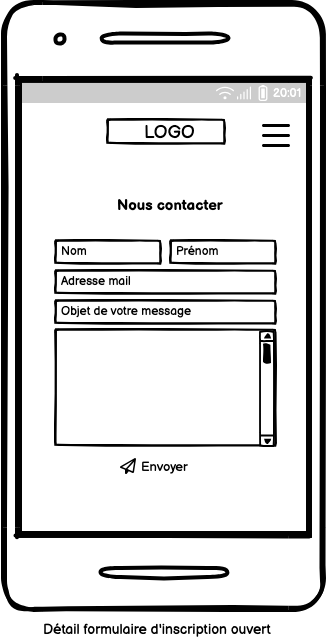 20:01
LOGO
Nous contacter
Nom
Prénom
Adresse mail
Objet de votre message
Envoyer
Détail formulaire d'inscription ouvert